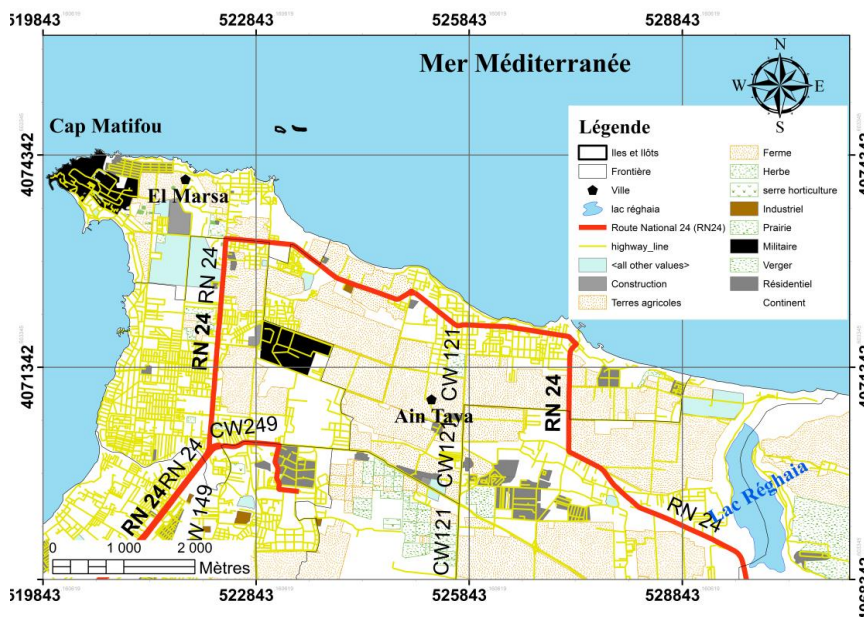 519843
522843
525843
528843
Mer Méditerranée
N
W
E
S
Cap Matifou
4074342
4074342
El Marsa
Légende
Iles et Ilôts
Frontière
Ville
lac réghaia
Route National 24 (RN24)
highway_line
<all other values>
Construction
Terres agricoles
Ferme
Herbe
serre horticulture
Industriel
Prairie
Militaire
Verger
Résidentiel
Continent
RN 24
RN 24
CW 121
4071342
Ain Taya
RN 24
CW249
CW121
RN 24
RN 24
W 149
CW121
RN 24
Lac Réghaia
0
1 000
2 000
Mètres
519843
522843
525843
528843